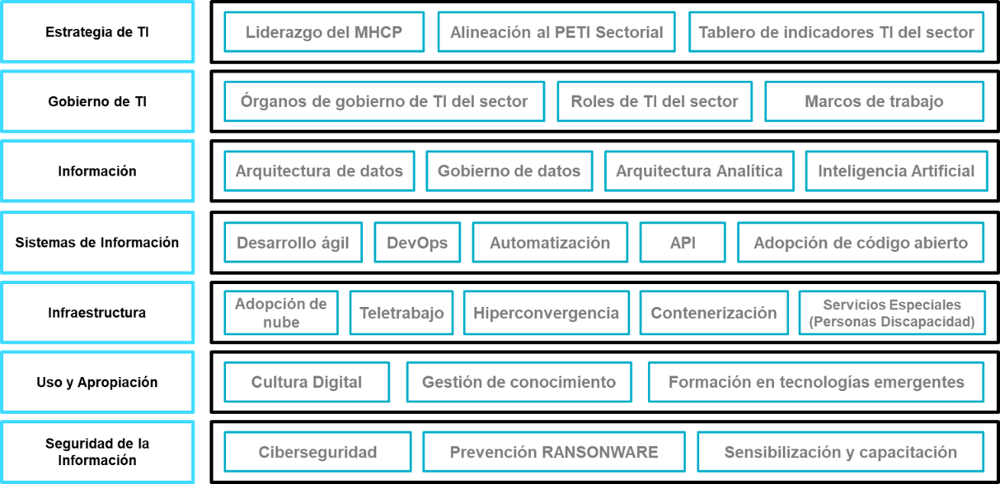 Estrategia de TI
Liderazgo del MHCP
Alineación al PETI Sectorial
Tablero de indicadores TI del sector
Gobierno de TI
Órganos de gobierno de TI del sector
Roles de TI del sector
Marcos de trabajo
Información
Arquitectura de datos
Gobierno de datos
Arquitectura Analítica
Inteligencia Artificial
Sistemas de Información
Desarrollo ágil
DevOps
Automatización
API
Adopción de código abierto
Infraestructura
Adopción de
nube
Teletrabajo
Hiperconvergencia
Contenerización
Servicios Especiales
(Personas Discapacidad)
Uso y Apropiación
Cultura Digital
Gestión de conocimiento
Formación en tecnologías emergentes
Seguridad de la
Información
Ciberseguridad
Prevención RANSONWARE
Sensibilización y capacitación